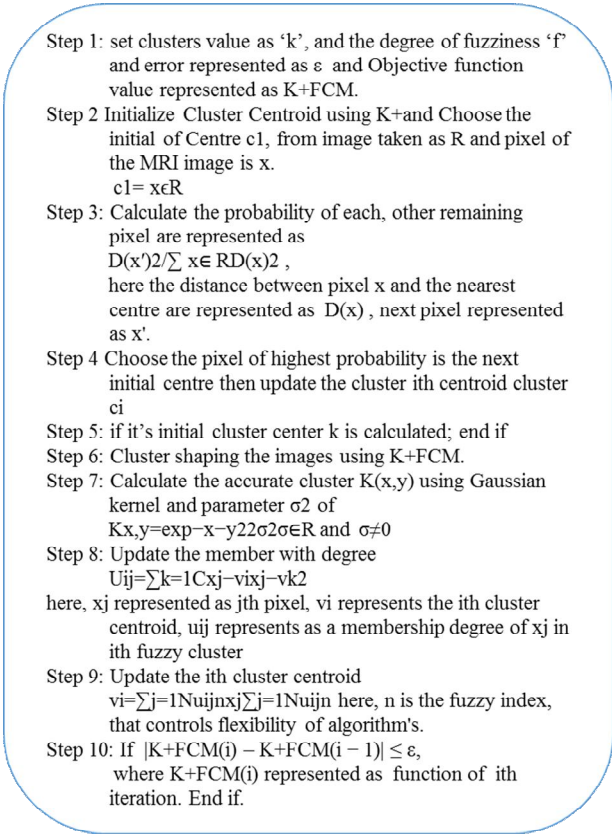 Step 1: set clusters value as ‘k’, and the degree of fuzziness ‘f’
and error represented as ε and Objective function
value represented as K+FCM.
Step 2 Initialize Cluster Centroid using K+and Choose the
initial of Centre c1, from image taken as R and pixel of
the MRI image is x.
c1= xϵR
Step 3: Calculate the probability of each, other remaining
pixel are represented as
D(x')2/∑ x∈ RD(x)2 ,
here the distance between pixel x and the nearest
centre are represented as D(x) , next pixel represented
as x'.
Step 4 Choose the pixel of highest probability is the next
initial centre then update the cluster ith centroid cluster
ci
Step 5: if it’s initial cluster center k is calculated; end if
Step 6: Cluster shaping the images using K+FCM.
Step 7: Calculate the accurate cluster K(x,y) using Gaussian
kernel and parameter σ2 of
Kx,y=exp−x−y22σ2σ∈R and σ≠0
Step 8: Update the member with degree
Uij=∑k=1Cxj−vixj−vk2
here, xj represented as jth pixel, vi represents the ith cluster
centroid, uij represents as a membership degree of xj in
ith fuzzy cluster
Step 9: Update the ith cluster centroid
vi=∑j=1Nuijnxj∑j=1Nuijn here, n is the fuzzy index,
that controls flexibility of algorithm's.
Step 10: If |K+FCM(i) − K+FCM(i − 1)| ≤ ε,
where K+FCM(i) represented as function of ith
iteration. End if.